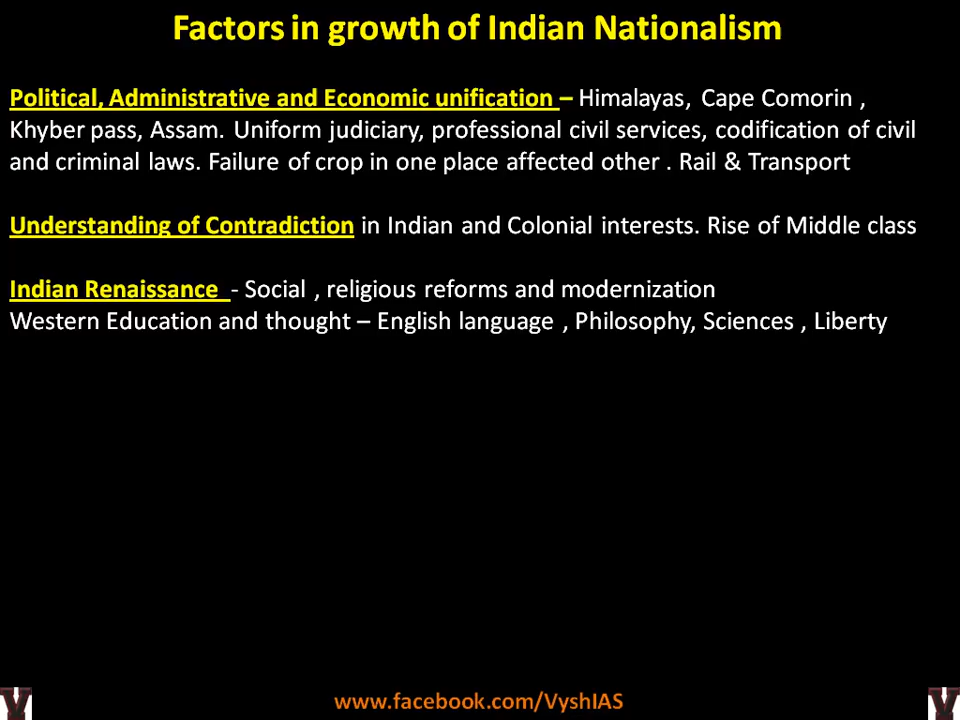 Factors in growth of Indian Nationalism
Political, Administrative and Economic unification – Himalayas, Cape Comorin ,
Khyber pass, Assam. Uniform judiciary, professional civil services, codification of civil
and criminal laws. Failure of crop in one place affected other . Rail & Transport
Understanding of Contradiction in Indian and Colonial interests. Rise of Middle class
Indian Renaissance - Social , religious reforms and modernization
Western Education and thought – English language , Philosophy, Sciences , Liberty
V www.facebook.com/VyshIAS V